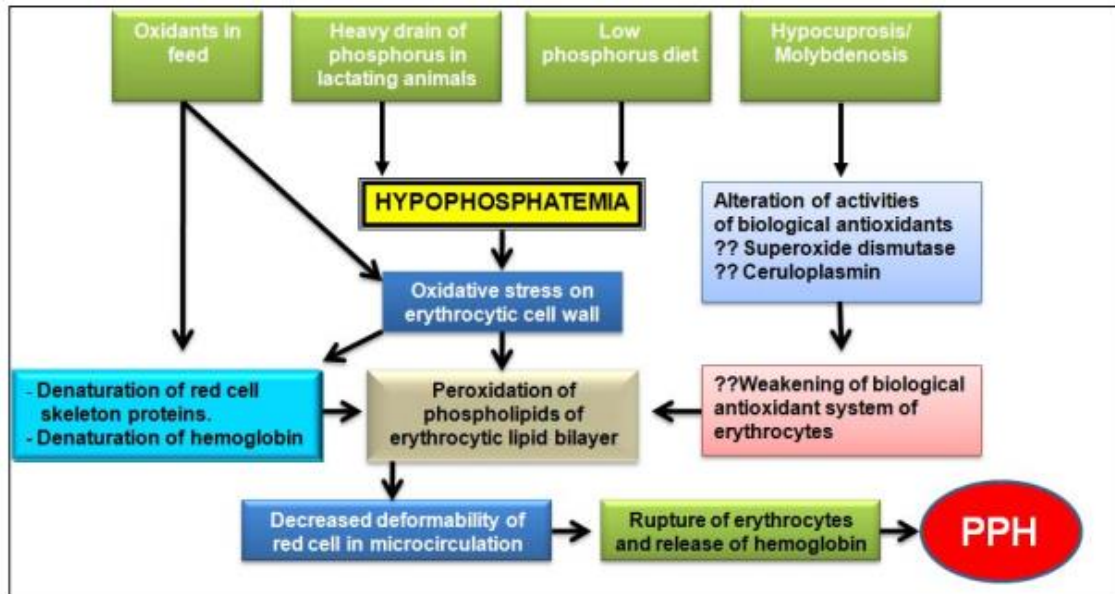 Oxidants in
feed
Heavy drain of
phosphorus in
lactating animals
Low
phosphorus diet
Hypocuprosis/
Molybdenosis
HYPOPHOSPHATEMIA
Alteration of activities
of biological antioxidants
?? Superoxide dismutase
?? Ceruloplasmin
Oxidative stress on
erythrocytic cell wall
- Denaturation of red cell
skeleton proteins.
- Denaturation of hemoglobin
Peroxidation of
phospholipids of
erythrocytic lipid bilayer
??Weakening of biological
antioxidant system of
erythrocytes
Decreased deformability of
red cell in microcirculation
Rupture of erythrocytes
and release of hemoglobin
PPH